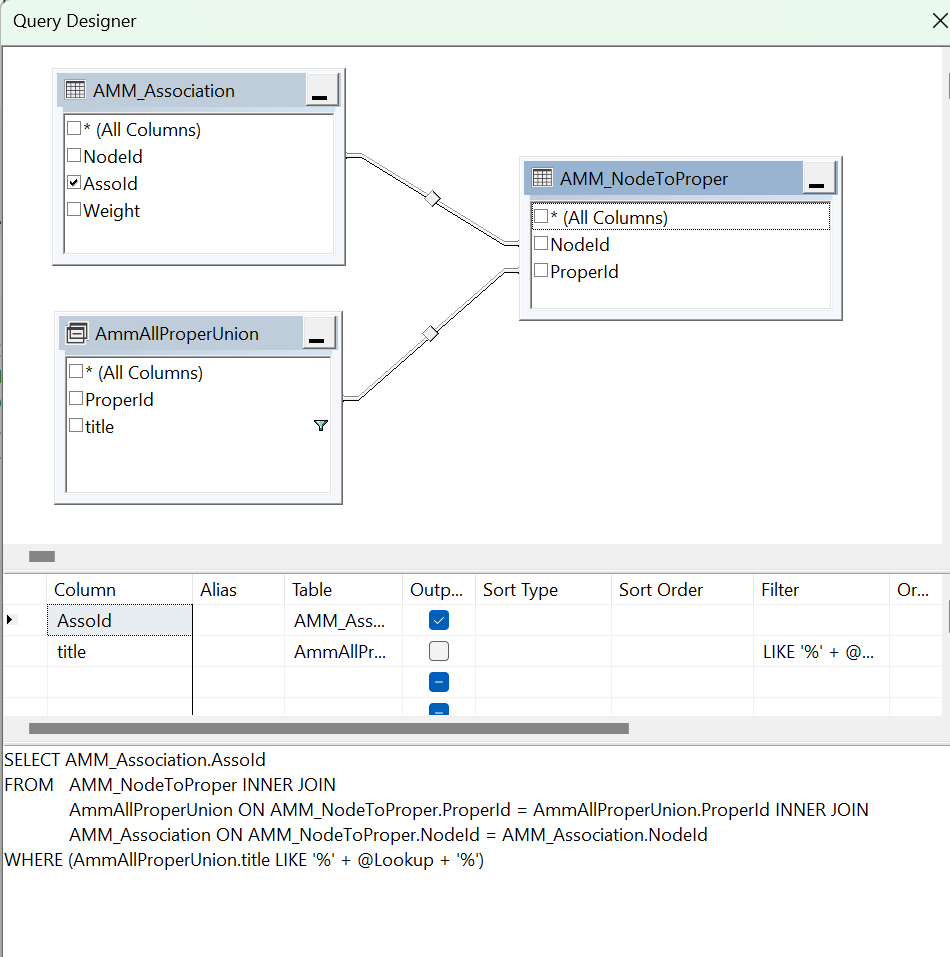 Query Designer
AMM_Association
* (All Columns)
NodeId
AssoId
Weight
AMM_NodeToProper
* (All Columns)
NodeId
ProperId
AmmAllProperUnion
* (All Columns)
ProperId
title
Column Alias Table Outp... Sort Type Sort Order Filter Or...
AssoId AMM_Ass...
title AmmAllPr... LIKE '%' + @...
SELECT AMM_Association.AssoId
FROM AMM_NodeToProper INNER JOIN
AmmAllProperUnion ON AMM_NodeToProper.ProperId = AmmAllProperUnion.ProperId INNER JOIN
AMM_Association ON AMM_NodeToProper.NodeId = AMM_Association.NodeId
WHERE (AmmAllProperUnion.title LIKE '%' + @Lookup + '%')